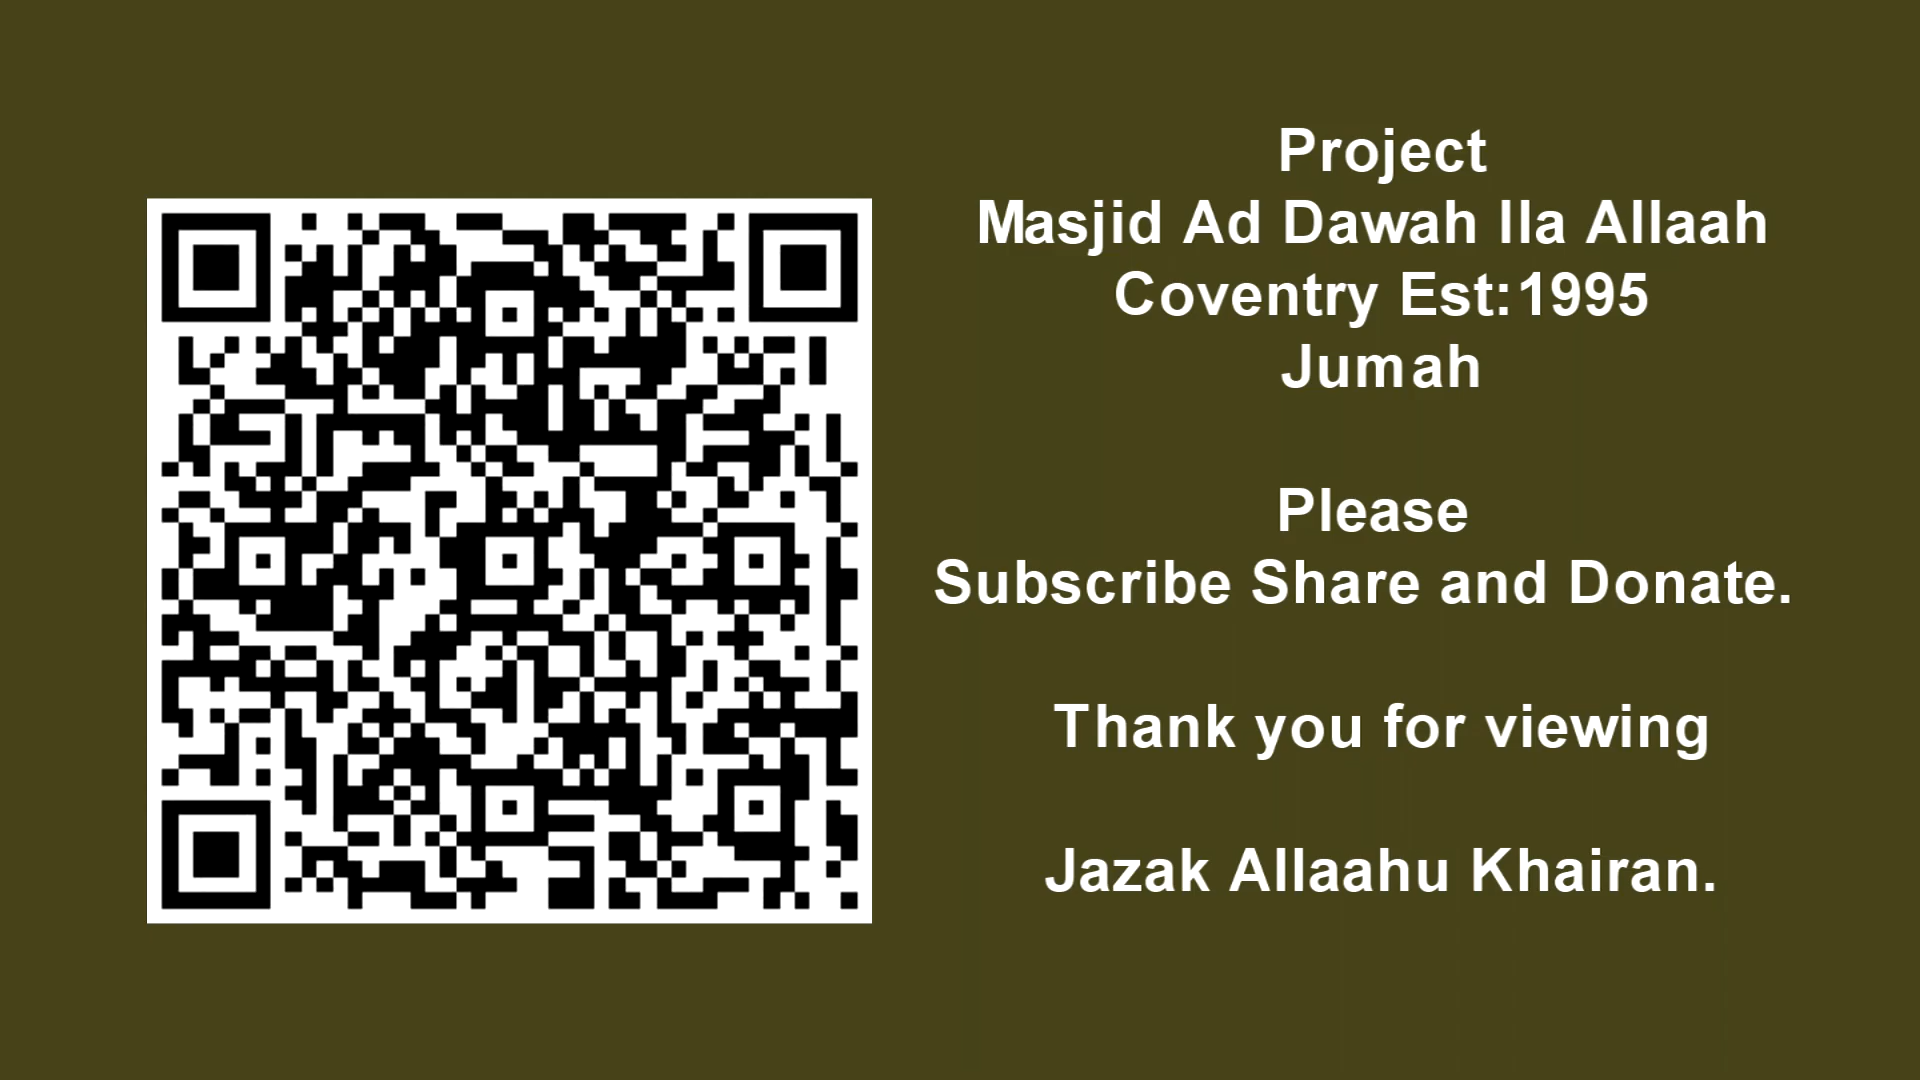 Project
Masjid Ad Dawah Ila Allaah
Coventry Est:1995
Jumah
Please
Subscribe Share and Donate.
Thank you for viewing
Jazak Allaahu Khairan.